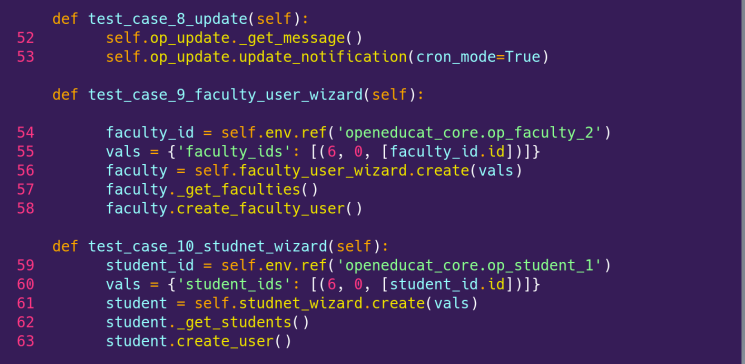 def test_case_8_update(self):
52 self.op_update._get_message()
53 self.op_update.update_notification(cron_mode=True)
def test_case_9_faculty_user_wizard(self):
54 faculty_id = self.env.ref('openeducat_core.op_faculty_2')
55 vals = {'faculty_ids': [(6, 0, [faculty_id.id])]}
56 faculty = self.faculty_user_wizard.create(vals)
57 faculty._get_faculties()
58 faculty.create_faculty_user()
def test_case_10_studnet_wizard(self):
59 student_id = self.env.ref('openeducat_core.op_student_1')
60 vals = {'student_ids': [(6, 0, [student_id.id])]}
61 student = self.studnet_wizard.create(vals)
62 student._get_students()
63 student.create_user()